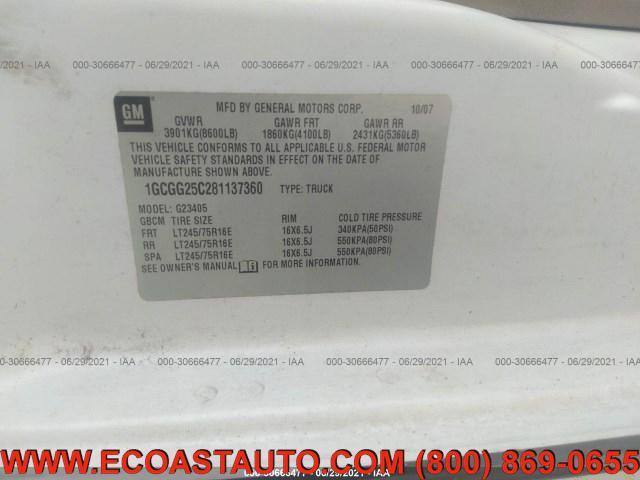 000-30666477 - 06/29/2021 - IAA 000-30666477 - 06/29/2021 - IAA 000-30666477 - 06/29/2021 - IAA
GM
MFD BY GENERAL MOTORS CORP. 10/07
GVWR GAWR FRT GAWR RR
3901KG(8600LB) 1860KG(4100LB) 2431KG(5360LB)
THIS VEHICLE CONFORMS TO ALL APPLICABLE U.S. FEDERAL MOTOR
VEHICLE SAFETY STANDARDS IN EFFECT ON THE DATE OF
MANUFACTURE SHOWN ABOVE.
1GCGG25C281137360 TYPE: TRUCK
MODEL: G23405
GBCM TIRE SIZE RIM COLD TIRE PRESSURE
FRT LT245/75R16E 16X6.5J 340KPA(50PSI)
RR LT245/75R16E 16X6.5J 550KPA(80PSI)
SPA LT245/75R16E 16X6.5J 550KPA(80PSI)
SEE OWNER'S MANUAL FOR MORE INFORMATION.
000-30666477 - 06/29/2021 - IAA 000-30666477 - 06/29/2021 - IAA 000-30666477 - 06/29/2021 - IAA
WWW.ECOASTAUTO.COM (800) 869-0655
000-30666477 - 06/29/2021 - IAA